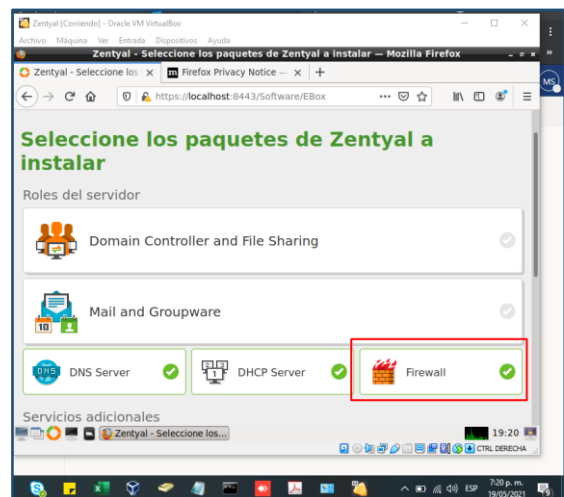 Zentyal [Corriendo] - Oracle VM VirtualBox
Archivo Máquina Ver Entrada Dispositivos Ayuda
Zentyal - Seleccione los paquetes de Zentyal a instalar — Mozilla Firefox
Zentyal - Seleccione los
Firefox Privacy Notice —
https://localhost:8443/Software/EBox
MS
Seleccione los paquetes de Zentyal a
instalar
Roles del servidor
Domain Controller and File Sharing
Mail and Groupware
DNS Server
DHCP Server
Firewall
Servicios adicionales
Zentyal - Seleccione los...
19:20
CTRL DERECHA
ESP
7:20 p. m.
19/05/2021